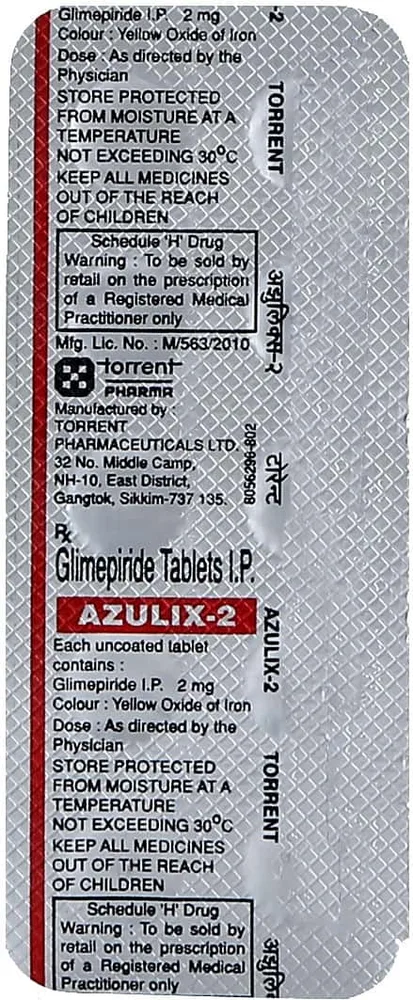 Glimepiride I.P. 2 mg
Colour : Yellow Oxide of Iron
Dose : As directed by the
Physician
STORE PROTECTED
FROM MOISTURE AT A
TEMPERATURE
NOT EXCEEDING 30°C
KEEP ALL MEDICINES
OUT OF THE REACH
OF CHILDREN
Schedule 'H' Drug
Warning : To be sold by
retail on the prescription
of a Registered Medical
Practitioner only
Mfg. Lic. No. : M/563/2010
torrent
PHARMA
Manufactured by :
TORRENT
PHARMACEUTICALS LTD.
32 No. Middle Camp,
NH-10, East District,
Gangtok, Sikkim-737 135.
8056296-802
Rx
Glimepiride Tablets I.P.
AZULIX-2
Each uncoated tablet
contains :
Glimepiride I.P. 2 mg
Colour : Yellow Oxide of Iron
Dose : As directed by the
Physician
STORE PROTECTED
FROM MOISTURE AT A
TEMPERATURE
NOT EXCEEDING 30°C
KEEP ALL MEDICINES
OUT OF THE REACH
OF CHILDREN
Schedule 'H' Drug
Warning : To be sold by
retail on the prescription
of a Registered Medical
Practitioner only
-2
TORRENT
अझुलिक्स-२
टोरेन्ट
AZULIX-2
TORRENT
अझुलि